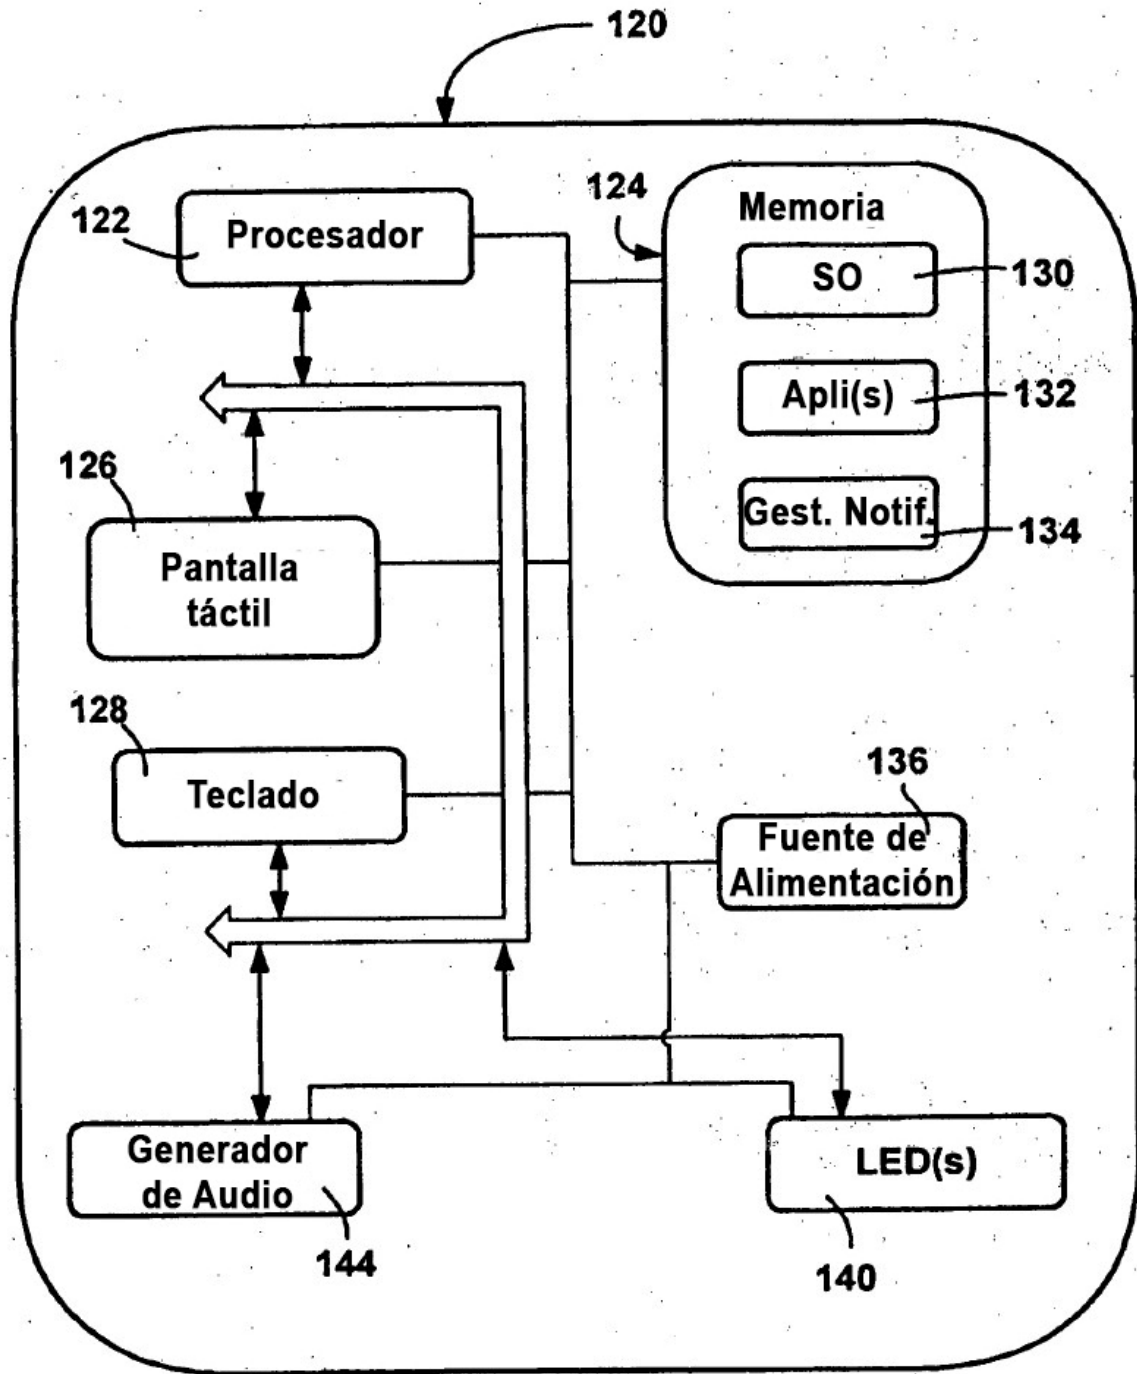 120
124
Memoria
122
Procesador
SO
130
Apli(s)
132
126
Gest. Notif.
134
Pantalla
táctil
128
136
Teclado
Fuente de
Alimentación
Generador
de Audio
LED(s)
144
140